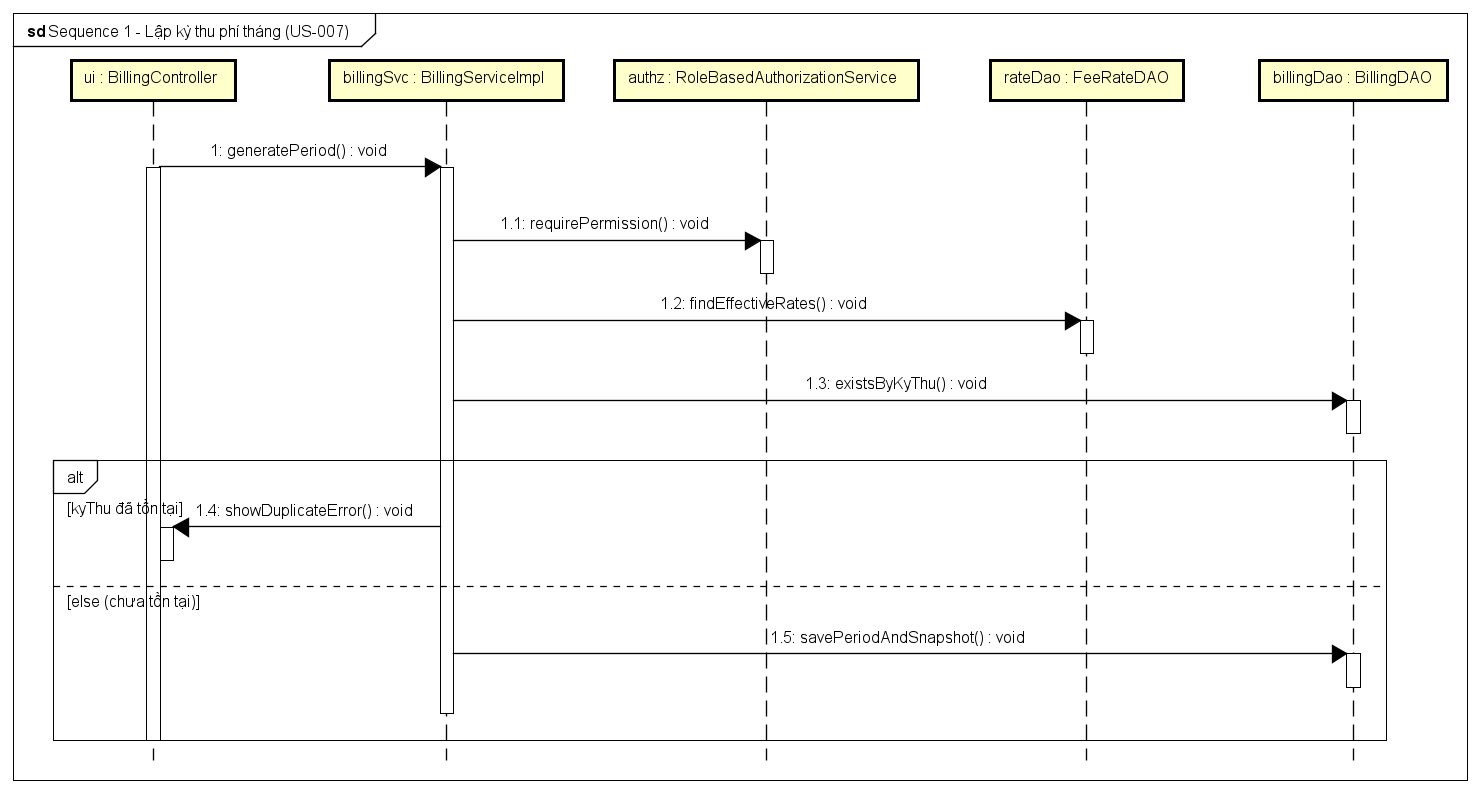 sd Sequence 1 - Lập kỳ thu phí tháng (US-007)
ui : BillingController
billingSvc : BillingServiceImpl
authz : RoleBasedAuthorizationService
rateDao : FeeRateDAO
billingDao : BillingDAO
1: generatePeriod() : void
1.1: requirePermission() : void
1.2: findEffectiveRates() : void
1.3: existsByKyThu() : void
alt
[kyThu đã tồn tại]
1.4: showDuplicateError() : void
[else (chưa tồn tại)]
1.5: savePeriodAndSnapshot() : void